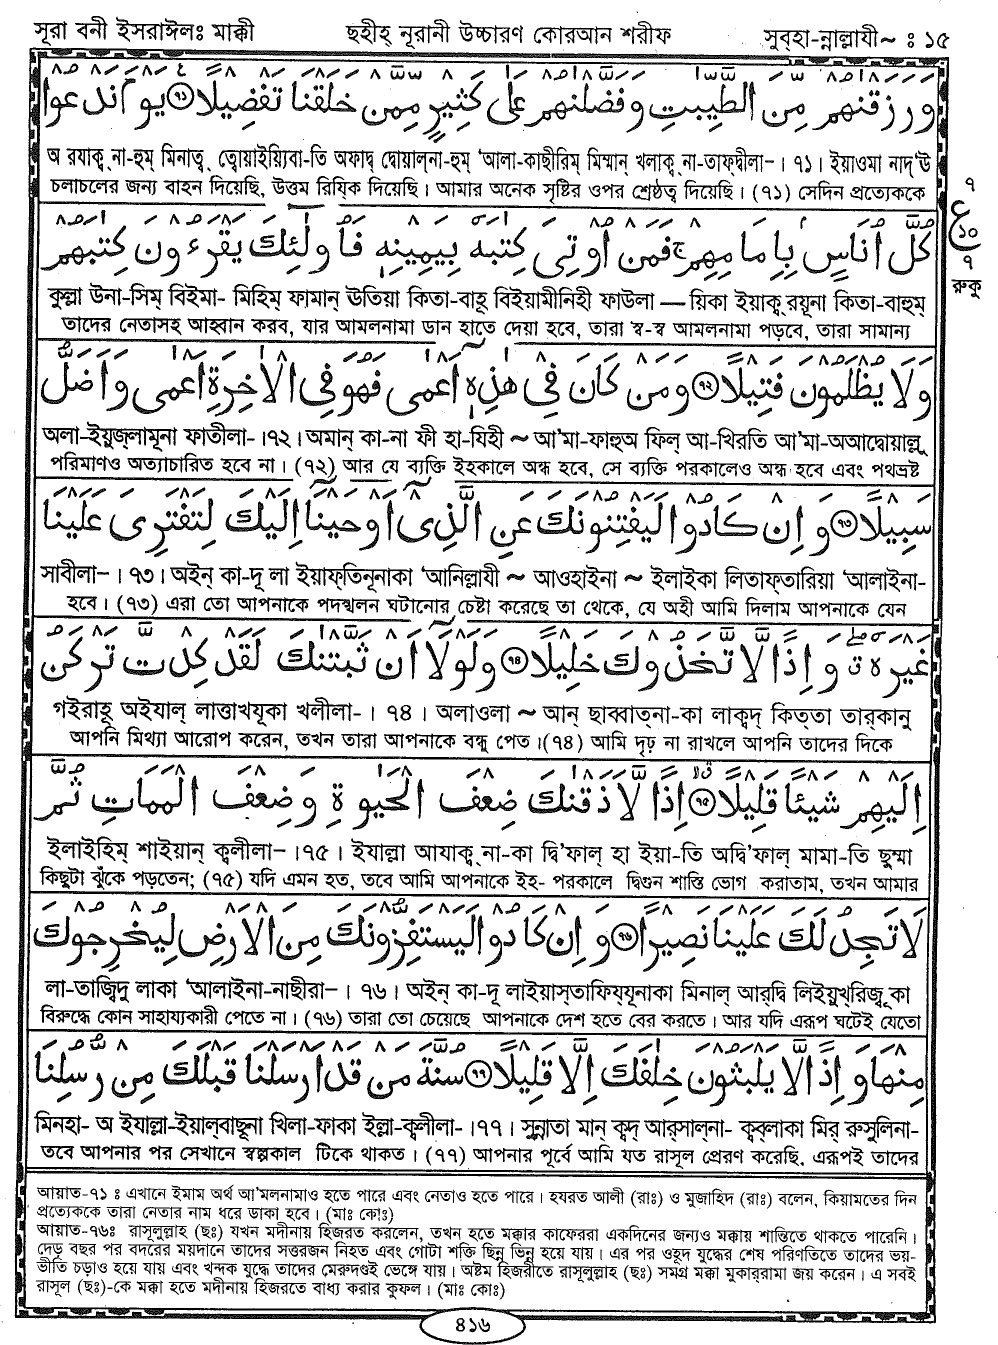 সূরা বনী ইসরাঈলঃ মাক্কী
ছহীহ্ নূরানী উচ্চারণ কোরআন শরীফ
সুব্হা-নাল্লাযী~ ঃ ১৫
وَرَزَقْنٰهُمْ مِّنَ الطَّيِّبٰتِ وَفَضَّلْنٰهُمْ عَلٰى كَثِيْرٍ مِّمَّنْ خَلَقْنَا تَفْضِيْلًا ﴿٧٠﴾ يَوْمَ نَدْعُوْا
অ রযাক্ব্ না-হুম্ মিনাত্ব্ ত্বোয়াইয়্যিবা-তি অফাদ্ব্ দ্বোয়াল্না-হুম্ ‘আলা-কাছীরিম্ মিম্মান্ খলাক্ব্ না-তাফ্দ্বীলা-। ৭১। ইয়াওমা নাদ্‘ঊ
চলাচলের জন্য বাহন দিয়েছি, উত্তম রিযি্ক দিয়েছি। আমার অনেক সৃষ্টির ওপর শ্রেষ্ঠত্ব দিয়েছি। (৭১) সেদিন প্রত্যেককে
৭
ع
১০
৭
রুকু
كُلَّ اُنَاسٍۢ بِاِمَامِهِمْ ۚ فَمَنْ اُوْتِىَ كِتٰبَهٗ بِيَمِيْنِهٖ فَاُولٰٓئِكَ يَقْرَءُوْنَ كِتٰبَهُمْ
কুল্লা উনা-সিম্ বিইমা- মিহিম্ ফামান্ ঊতিয়া কিতা-বাহূ বিইয়ামীনিহী ফাউলা — য়িকা ইয়াক্ব্ রয়ূনা কিতা-বাহুম্
তাদের নেতাসহ আহ্বান করব, যার আমলনামা ডান হাতে দেয়া হবে, তারা স্ব-স্ব আমলনামা পড়বে, তারা সামান্য
وَلَا يُظْلَمُوْنَ فَتِيْلًا ﴿٧١﴾ وَمَنْ كَانَ فِىْ هٰذِهٖٓ اَعْمٰى فَهُوَ فِى الْاٰخِرَةِ اَعْمٰى وَاَضَلُّ
অলা-ইয়ুজ্লামূনা ফাতীলা-।৭২। অমান্ কা-না ফী হা-যিহী ~ আ’মা-ফাহুঅ ফিল্ আ-খিরতি আ’মা-অআদ্বোয়াল্লু
পরিমাণও অত্যাচারিত হবে না। (৭২) আর যে ব্যক্তি ইহকালে অন্ধ হবে, সে ব্যক্তি পরকালেও অন্ধ হবে এবং পথভ্রষ্ট
سَبِيْلًا ﴿٧٢﴾ وَاِنْ كَادُوْا لَيَفْتِنُوْنَكَ عَنِ الَّذِىْٓ اَوْحَيْنَآ اِلَيْكَ لِتَفْتَرِىَ عَلَيْنَا
সাবীলা-। ৭৩। অইন্ কা-দূ লা ইয়াফ্তিনূনাকা ‘আনিল্লাযী ~ আওহাইনা ~ ইলাইকা লিতাফ্তারিয়া ‘আলাইনা-
হবে। (৭৩) এরা তো আপনাকে পদস্খলন ঘটানোর চেষ্টা করেছে তা থেকে, যে অহী আমি দিলাম আপনাকে যেন
غَيْرَهٗ ۖ وَاِذًا لَّاتَّخَذُوْكَ خَلِيْلًا ﴿٧٣﴾ وَلَوْلَآ اَنْ ثَبَّتْنٰكَ لَقَدْ كِدْتَّ تَرْكَنُ
গইরাহূ অইযাল্ লাত্তাখযূকা খলীলা-। ৭৪। অলাওলা ~ আন্ ছাব্বাত্না-কা লাক্বদ্ কিত্তা তার্কানু
আপনি মিথ্যা আরোপ করেন, তখন তারা আপনাকে বন্ধু পেত।(৭৪) আমি দৃঢ় না রাখলে আপনি তাদের দিকে
اِلَيْهِمْ شَيْئًا قَلِيْلًا ﴿٧٤﴾ اِذًا لَّاَذَقْنٰكَ ضِعْفَ الْحَيٰوةِ وَضِعْفَ الْمَمَاتِ ثُمَّ
ইলাইহিম্ শাইয়ান্ ক্বলীলা-।৭৫। ইযাল্লা আযাক্ব্ না-কা দ্বি’ফাল্ হা ইয়া-তি অদ্বি’ফাল্ মামা-তি ছুম্মা
কিছুটা ঝুঁকে পড়তেন; (৭৫) যদি এমন হত, তবে আমি আপনাকে ইহ- পরকালে দ্বিগুন শাস্তি ভোগ করাতাম, তখন আমার
لَا تَجِدُ لَكَ عَلَيْنَا نَصِيْرًا ﴿٧٥﴾ وَاِنْ كَادُوْا لَيَسْتَفِزُّوْنَكَ مِنَ الْاَرْضِ لِيُخْرِجُوْكَ
লা-তাজ্বিদু লাকা ‘আলাইনা-নাছীরা-। ৭৬। অইন্ কা-দূ লাইয়াস্তাফিয্যূনাকা মিনাল্ আর্দ্বি লিইয়ুখ্রিজূ কা
বিরুদ্ধে কোন সাহায্যকারী পেতে না। (৭৬) তারা তো চেয়েছে আপনাকে দেশ হতে বের করতে। আর যদি এরূপ ঘটেই যেতো
مِنْهَا وَاِذًا لَّا يَلْبَثُوْنَ خِلٰفَكَ اِلَّا قَلِيْلًا ﴿٧٦﴾ سُنَّةَ مَنْ قَدْ اَرْسَلْنَا قَبْلَكَ مِنْ رُّسُلِنَا
মিনহা- অ ইযাল্লা-ইয়াল্বাছূনা খিলা-ফাকা ইল্লা-ক্বলীলা-।৭৭। সুন্নাতা মান্ ক্বদ্ আর্সাল্না- ক্বব্লাকা মির্ রুসুলিনা-
তবে আপনার পর সেখানে স্বল্পকাল টিকে থাকত। (৭৭) আপনার পূর্বে আমি যত রাসূল প্রেরণ করেছি, এরূপই তাদের
আয়াত-৭১ ঃ এখানে ইমাম অর্থ আ’মলনামাও হতে পারে এবং নেতাও হতে পারে। হযরত আলী (রাঃ) ও মুজাহিদ (রাঃ) বলেন, কিয়ামতের দিন
প্রত্যেককে তারা নেতার নাম ধরে ডাকা হবে। (মাঃ কোঃ)
আয়াত-৭৬ঃ রাসূলুল্লাহ (ছঃ) যখন মদীনায় হিজরত করলেন, তখন হতে মক্কার কাফেররা একদিনের জন্যও মক্কায় শান্তিতে থাকতে পারেনি।
দেড় বছর পর বদরের ময়দানে তাদের সত্তরজন নিহত এবং গোটা শক্তি ছিন্ন ভিন্ন হয়ে যায়। এর পর ওহুদ যুদ্ধের শেষ পরিণতিতে তাদের ভয়-
ভীতি চড়াও হয়ে যায় এবং খন্দক যুদ্ধে তাদের মেরুদণ্ডই ভেঙ্গে যায়। অষ্টম হিজরীতে রাসূলুল্লাহ (ছঃ) সমগ্র মক্কা মুকাররামা জয় করেন। এ সবই
রাসূল (ছঃ)-কে মক্কা হতে মদীনায় হিজরতে বাধ্য করার কুফল। (মাঃ কোঃ)
৪১৬